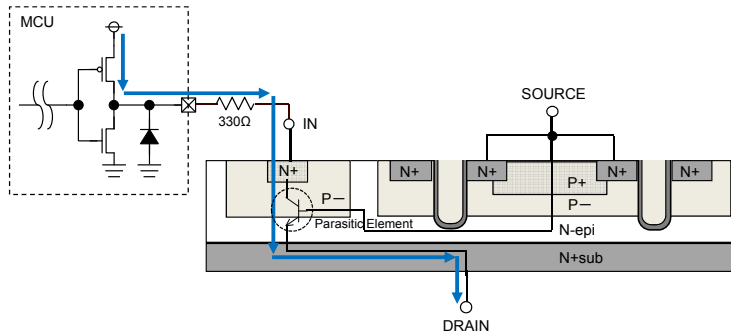 MCU
330Ω
IN
SOURCE
N+
N+
N+
N+
N+
P+
P－
P－
Parasitic Element
N-epi
N+sub
DRAIN